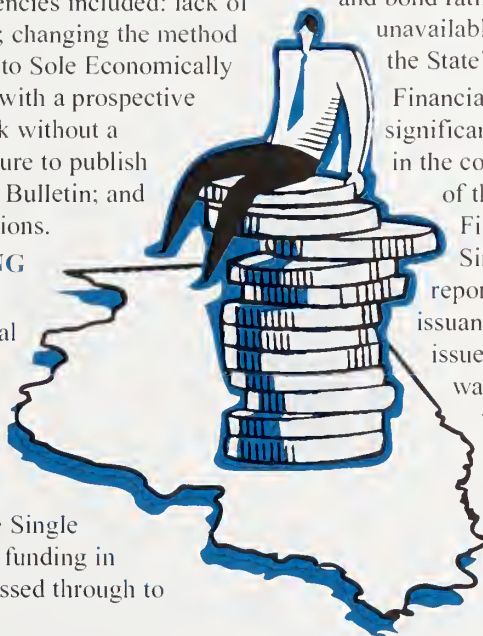 encies included: lack of
; changing the method
to Sole Economically
with a prospective
k without a
ure to publish
Bulletin; and
ions.
NG
al
Single
funding in
ssed through to
and bond rati
unavailabl
the State'
Financia
significa
in the co
of th
Fi
Si
repor
issuan
issue
wa